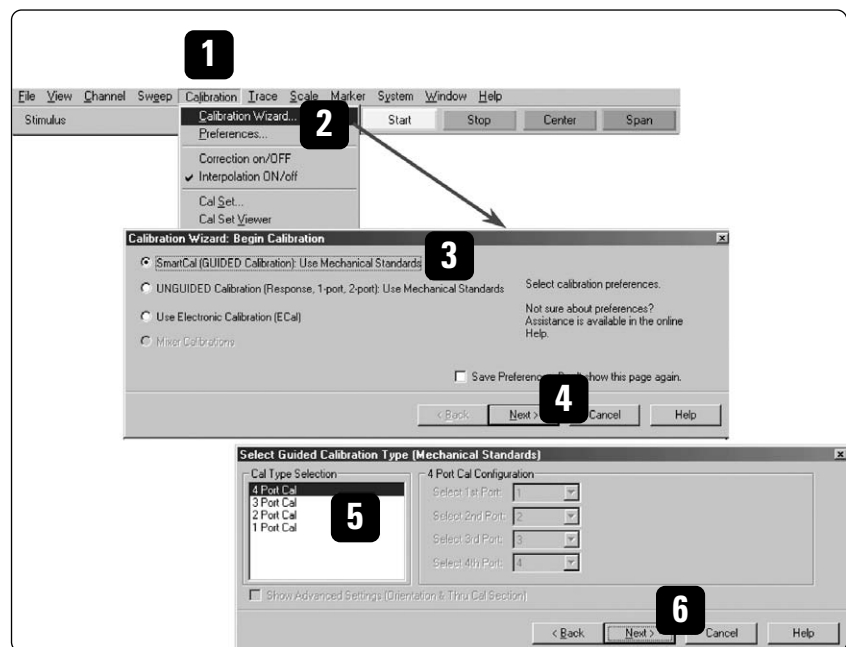 1
File View Channel Sweep Calibration Trace Scale Marker System Window Help
Stimulus
Calibration Wizard...
2
Start Stop Center Span
Preferences...
Correction on/OFF
✓ Interpolation ON/off
Cal Set...
Cal Set Viewer
Calibration Wizard: Begin Calibration
3
SmartCal (GUIDED Calibration): Use Mechanical Standards
UNGUIDED Calibration (Response, 1-port, 2-port): Use Mechanical Standards
Use Electronic Calibration (ECal)
Mixer Calibrations
Select calibration preferences.
Not sure about preferences?
Assistance is available in the online
Help.
Save Preferences show this page again.
< Back Next > 4 Cancel Help
Select Guided Calibration Type (Mechanical Standards)
Cal Type Selection
4 Port Cal
3 Port Cal
2 Port Cal
1 Port Cal
5
4 Port Cal Configuration
Select 1st Port: 1
Select 2nd Port: 2
Select 3rd Port: 3
Select 4th Port: 4
Show Advanced Settings (Orientation & Thru Cal Section)
6
< Back Next > Cancel Help